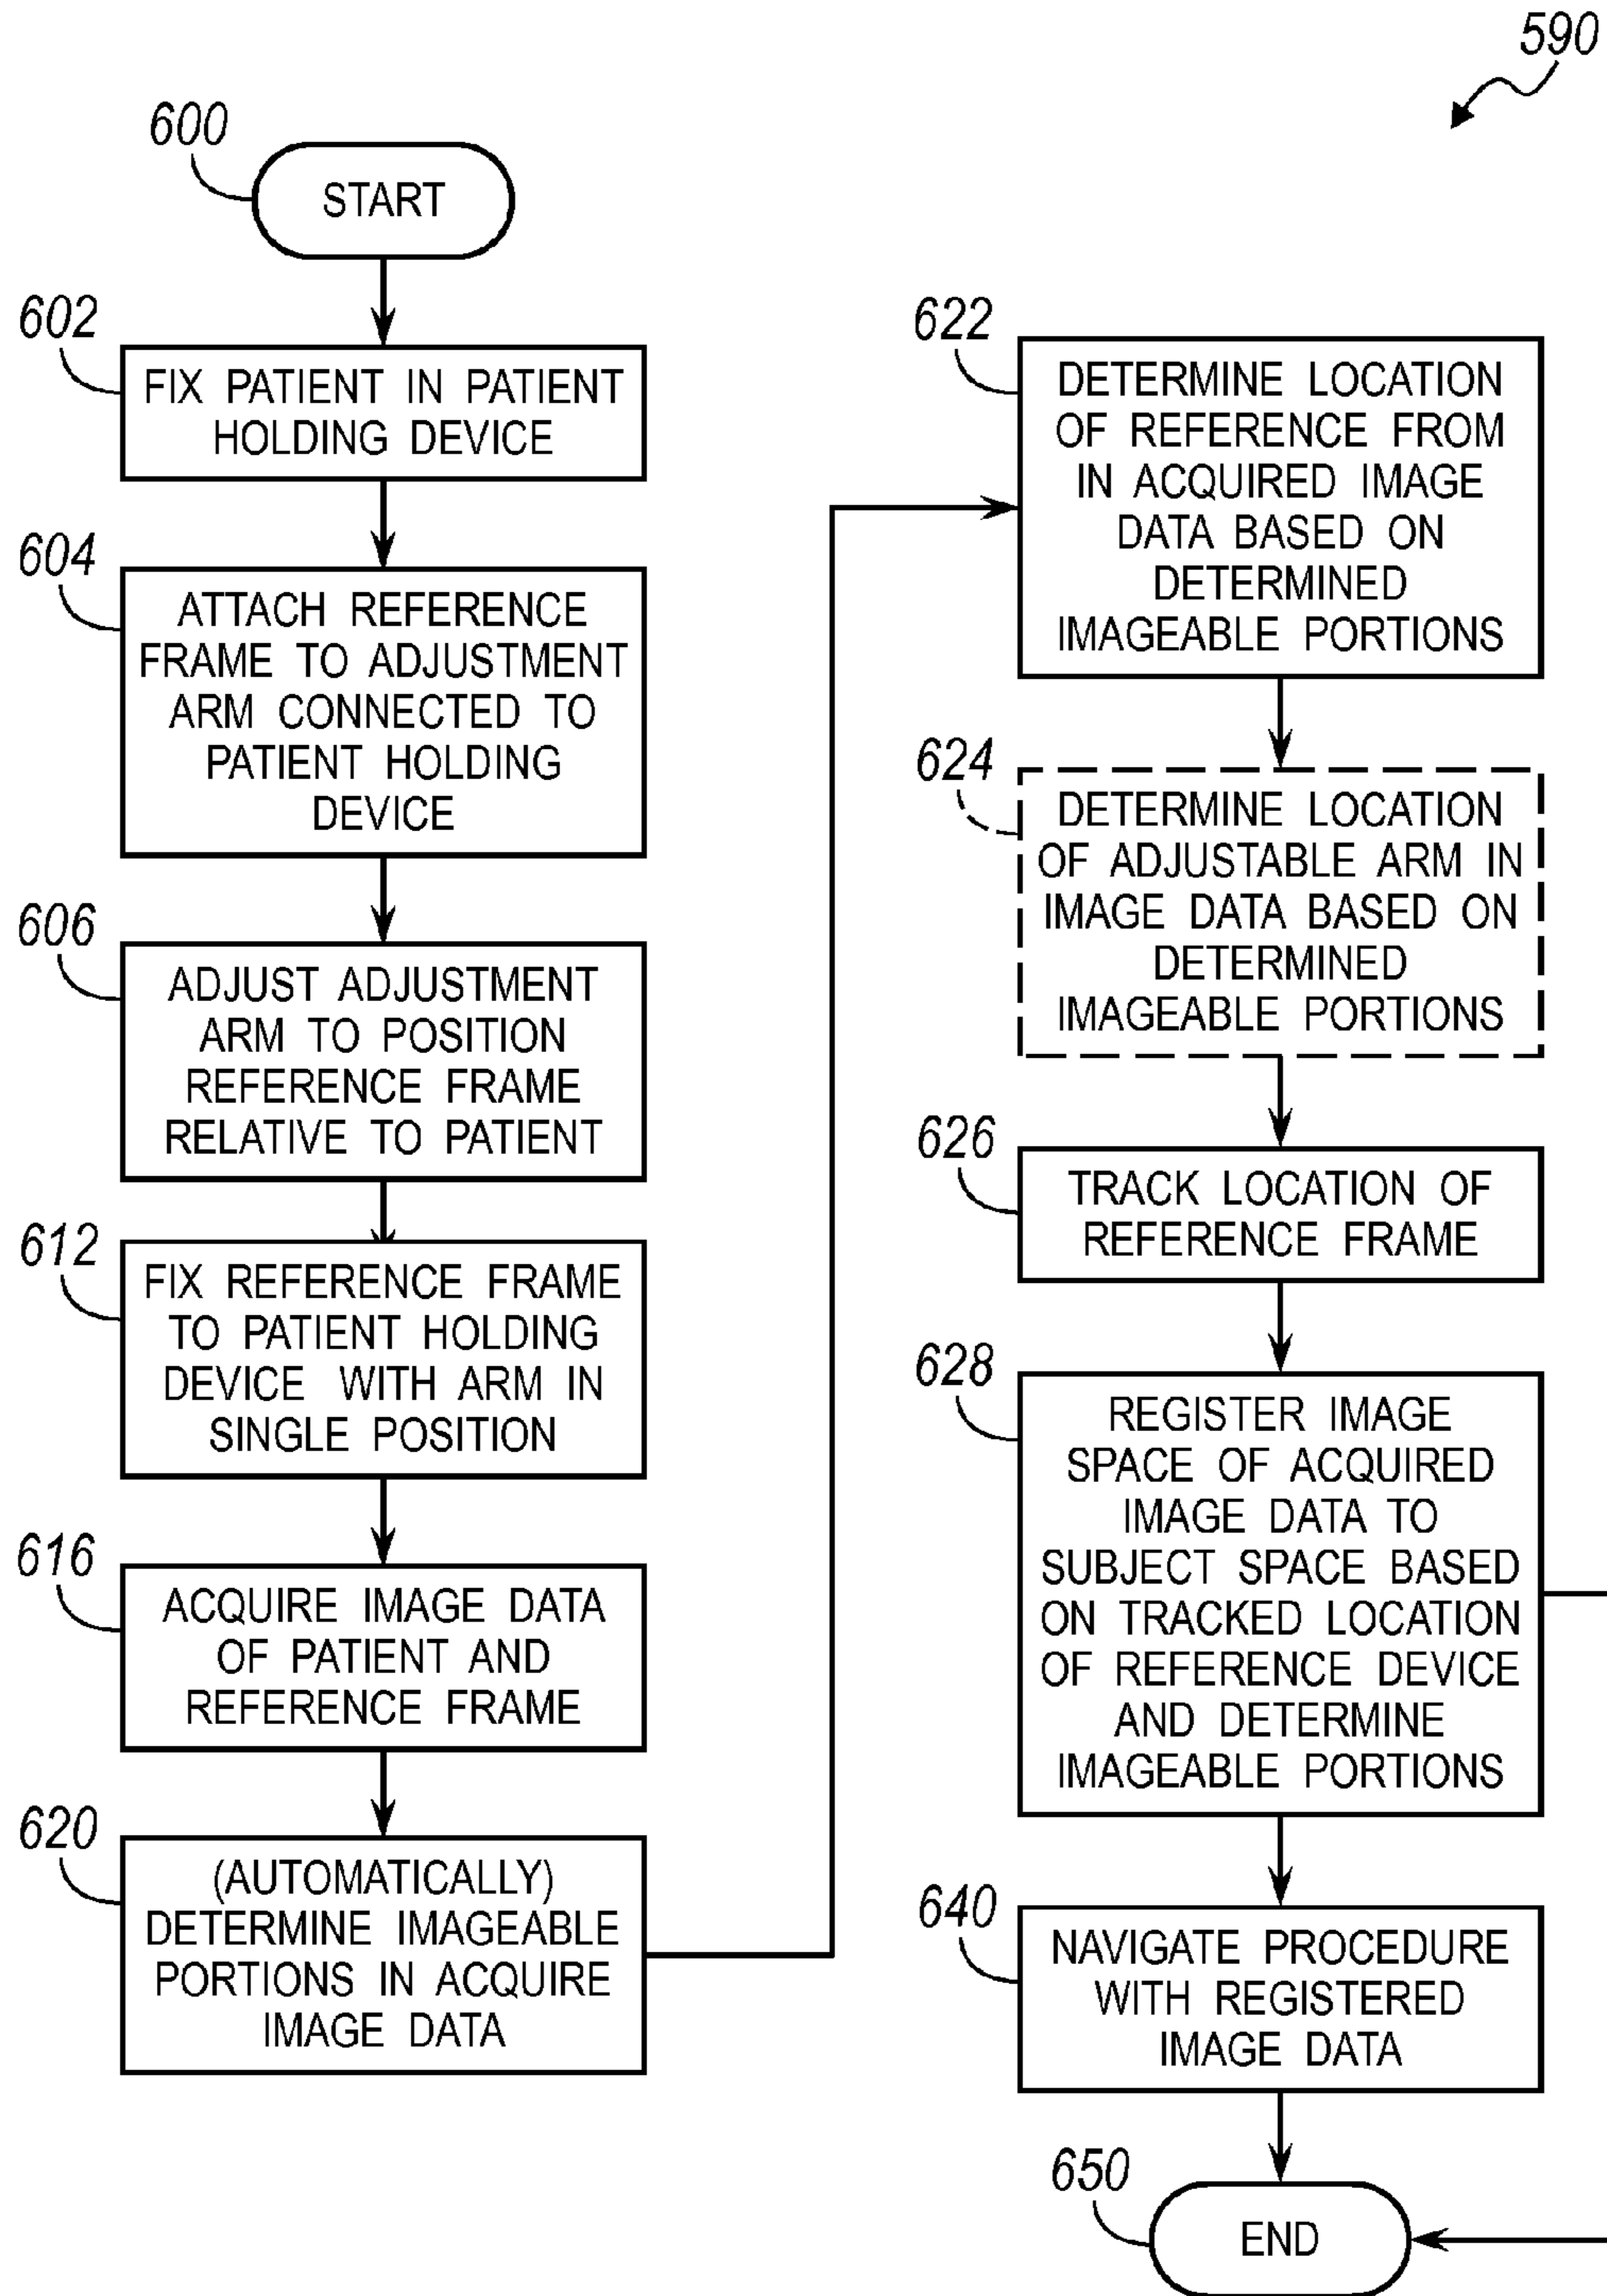 590
600
START
602
FIX PATIENT IN PATIENT
HOLDING DEVICE
604
ATTACH REFERENCE
FRAME TO ADJUSTMENT
ARM CONNECTED TO
PATIENT HOLDING
DEVICE
606
ADJUST ADJUSTMENT
ARM TO POSITION
REFERENCE FRAME
RELATIVE TO PATIENT
612
FIX REFERENCE FRAME
TO PATIENT HOLDING
DEVICE WITH ARM IN
SINGLE POSITION
616
ACQUIRE IMAGE DATA
OF PATIENT AND
REFERENCE FRAME
620
(AUTOMATICALLY)
DETERMINE IMAGEABLE
PORTIONS IN ACQUIRE
IMAGE DATA
622
DETERMINE LOCATION
OF REFERENCE FROM
IN ACQUIRED IMAGE
DATA BASED ON
DETERMINED
IMAGEABLE PORTIONS
624
DETERMINE LOCATION
OF ADJUSTABLE ARM IN
IMAGE DATA BASED ON
DETERMINED
IMAGEABLE PORTIONS
626
TRACK LOCATION OF
REFERENCE FRAME
628
REGISTER IMAGE
SPACE OF ACQUIRED
IMAGE DATA TO
SUBJECT SPACE BASED
ON TRACKED LOCATION
OF REFERENCE DEVICE
AND DETERMINE
IMAGEABLE PORTIONS
640
NAVIGATE PROCEDURE
WITH REGISTERED
IMAGE DATA
650
END